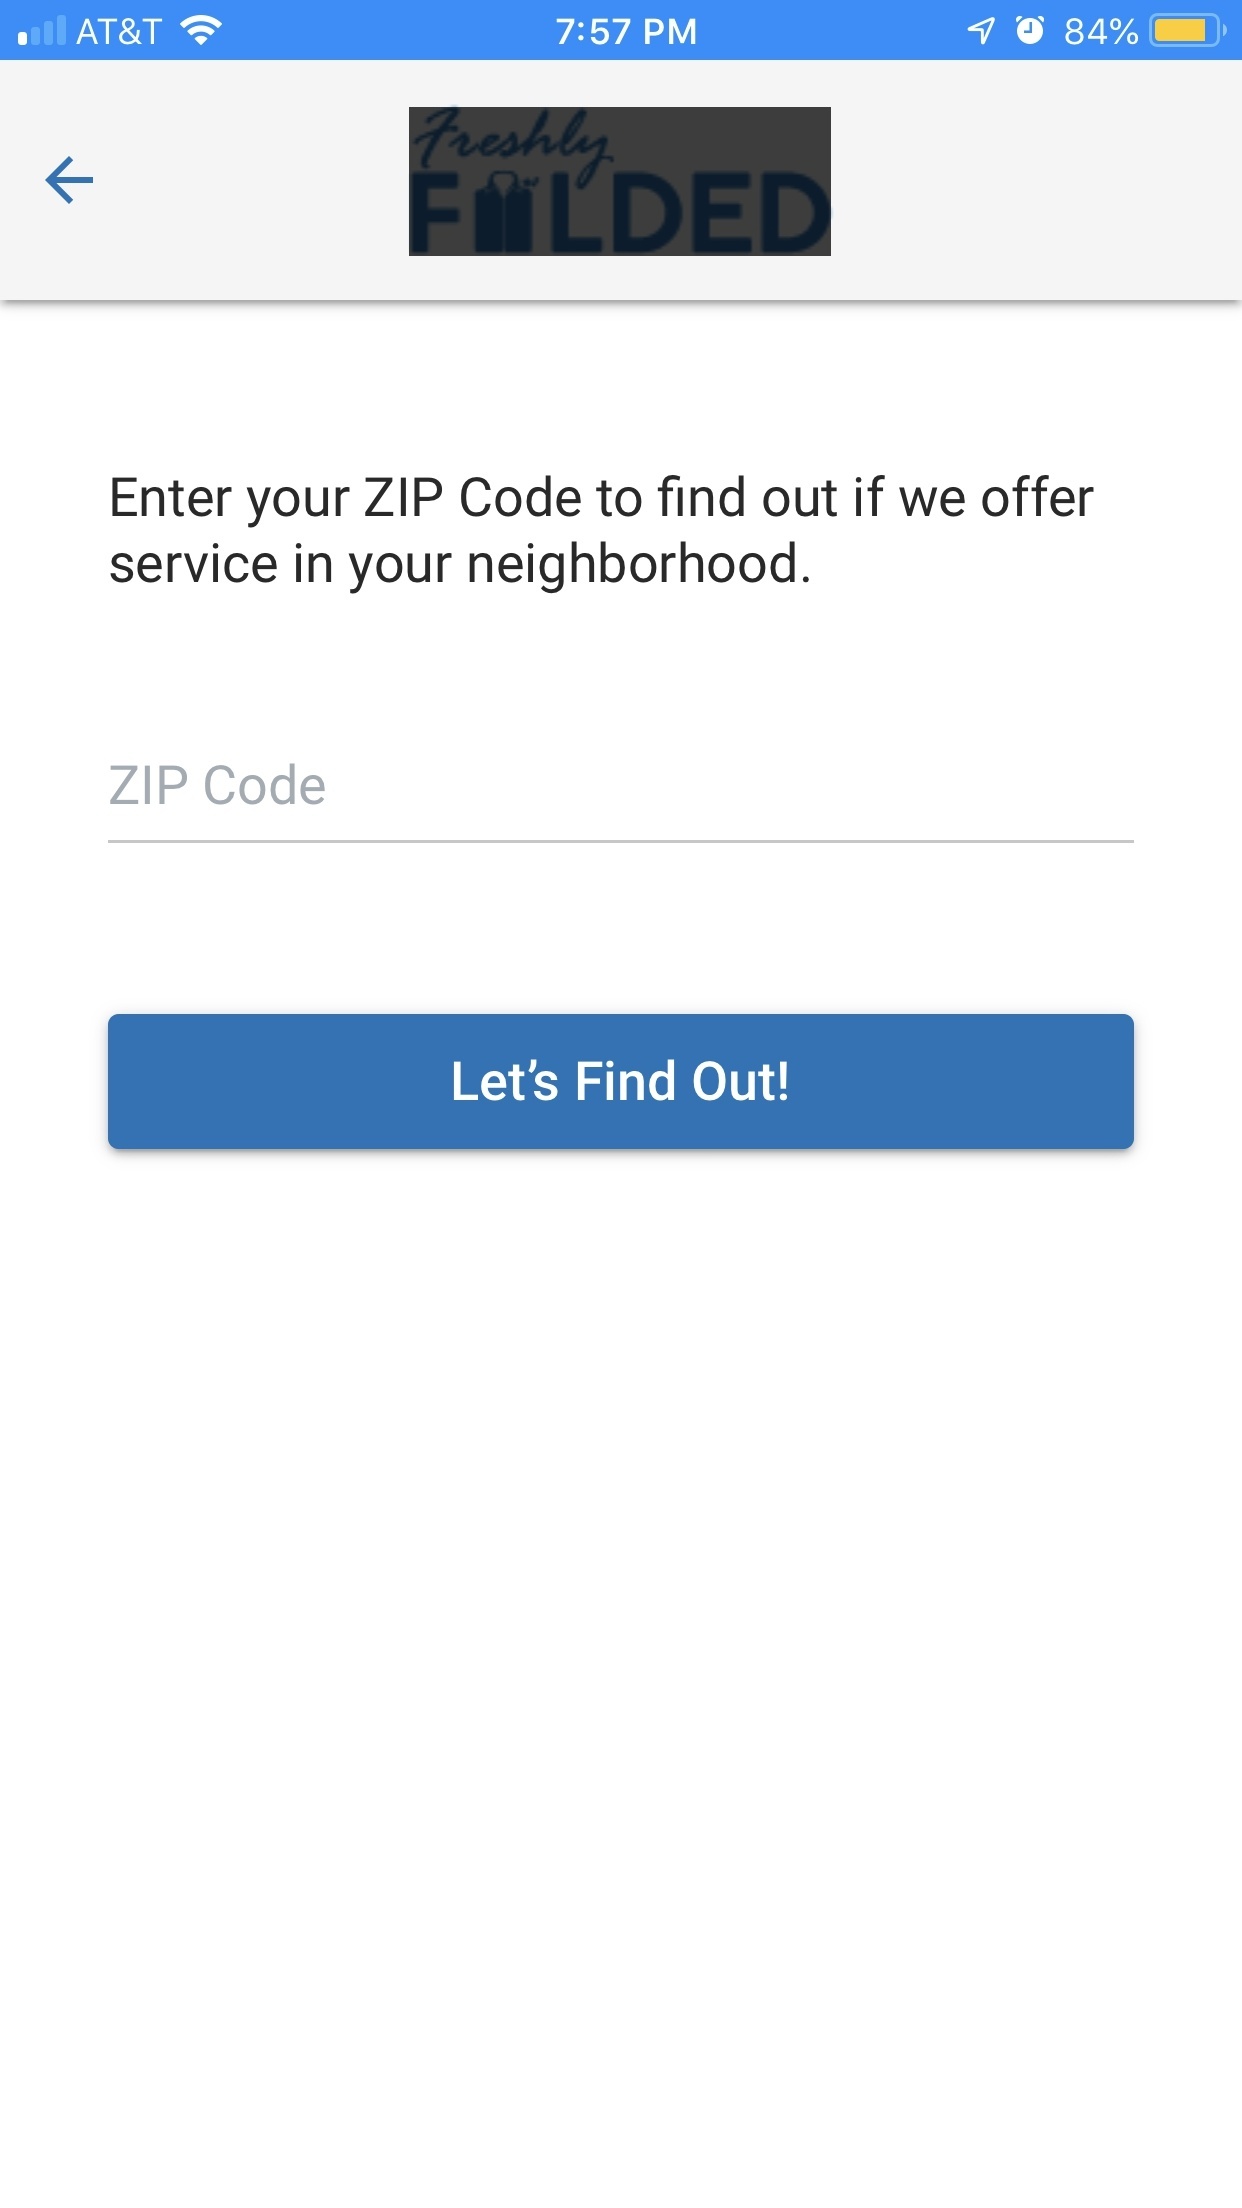 AT&T 7:57 PM 84%
Freshly
FOLDED
Enter your ZIP Code to find out if we offer
service in your neighborhood.
ZIP Code
Let’s Find Out!